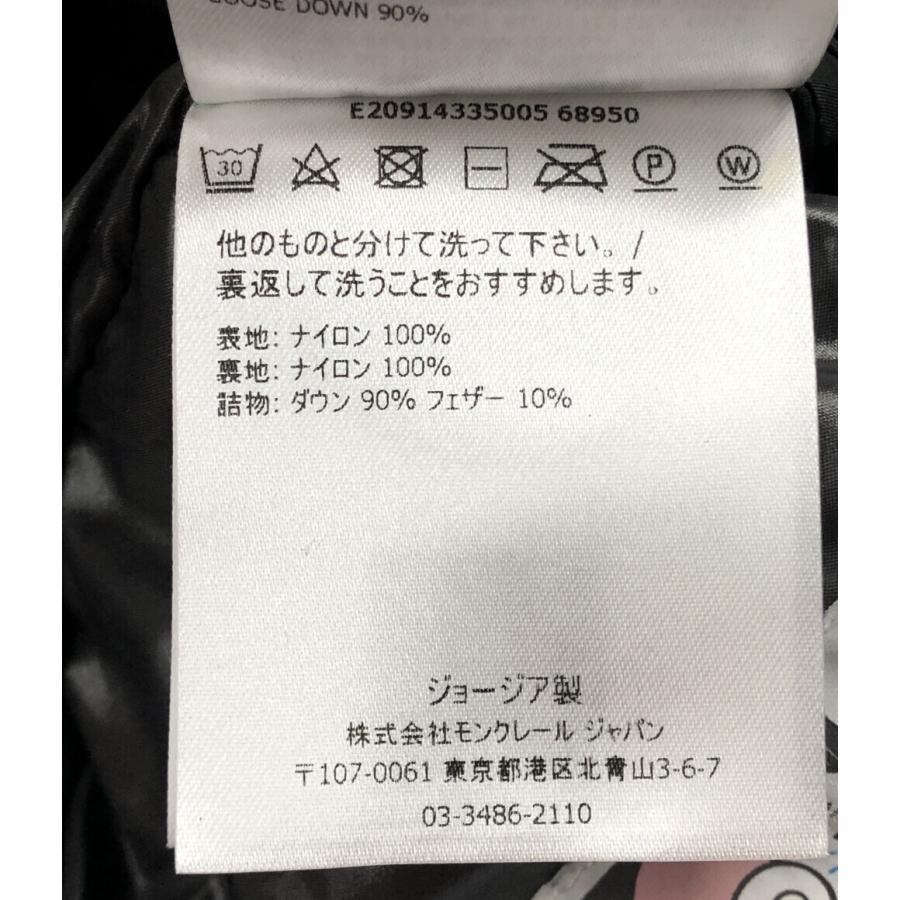 GOOSE DOWN 90%
E20914335005 68950
30
P
W
他のものと分けて洗って下さい。/
裏返して洗うことをおすすめします。
表地: ナイロン 100%
裏地: ナイロン 100%
詰物: ダウン 90% フェザー 10%
ジョージア製
株式会社モンクレール ジャパン
〒107-0061 東京都港区北青山3-6-7
03-3486-2110